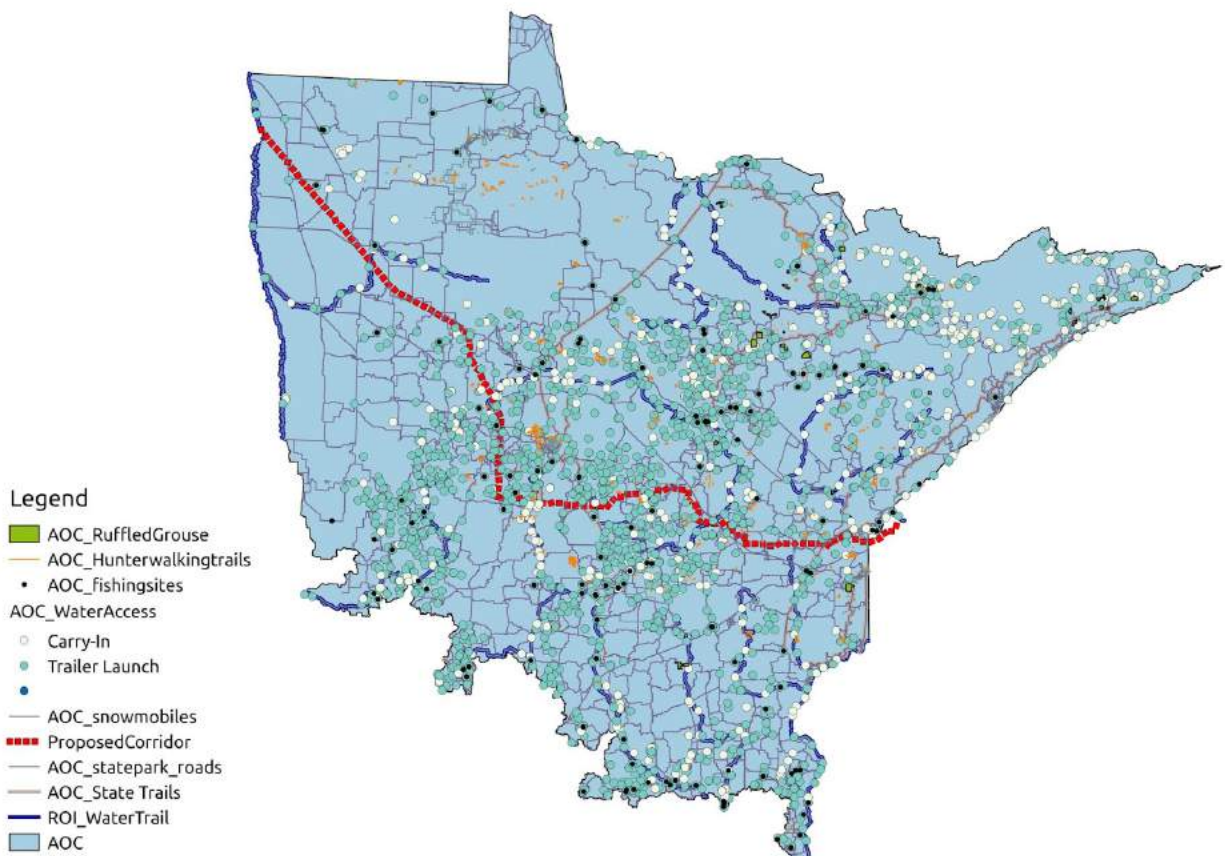 Legend
AOC_RuffledGrouse
AOC_Hunterwalkingtrails
AOC_fishingsites
AOC_WaterAccess
Carry-In
Trailer Launch
AOC_snowmobiles
ProposedCorridor
AOC_statepark_roads
AOC_State Trails
ROI_WaterTrail
AOC